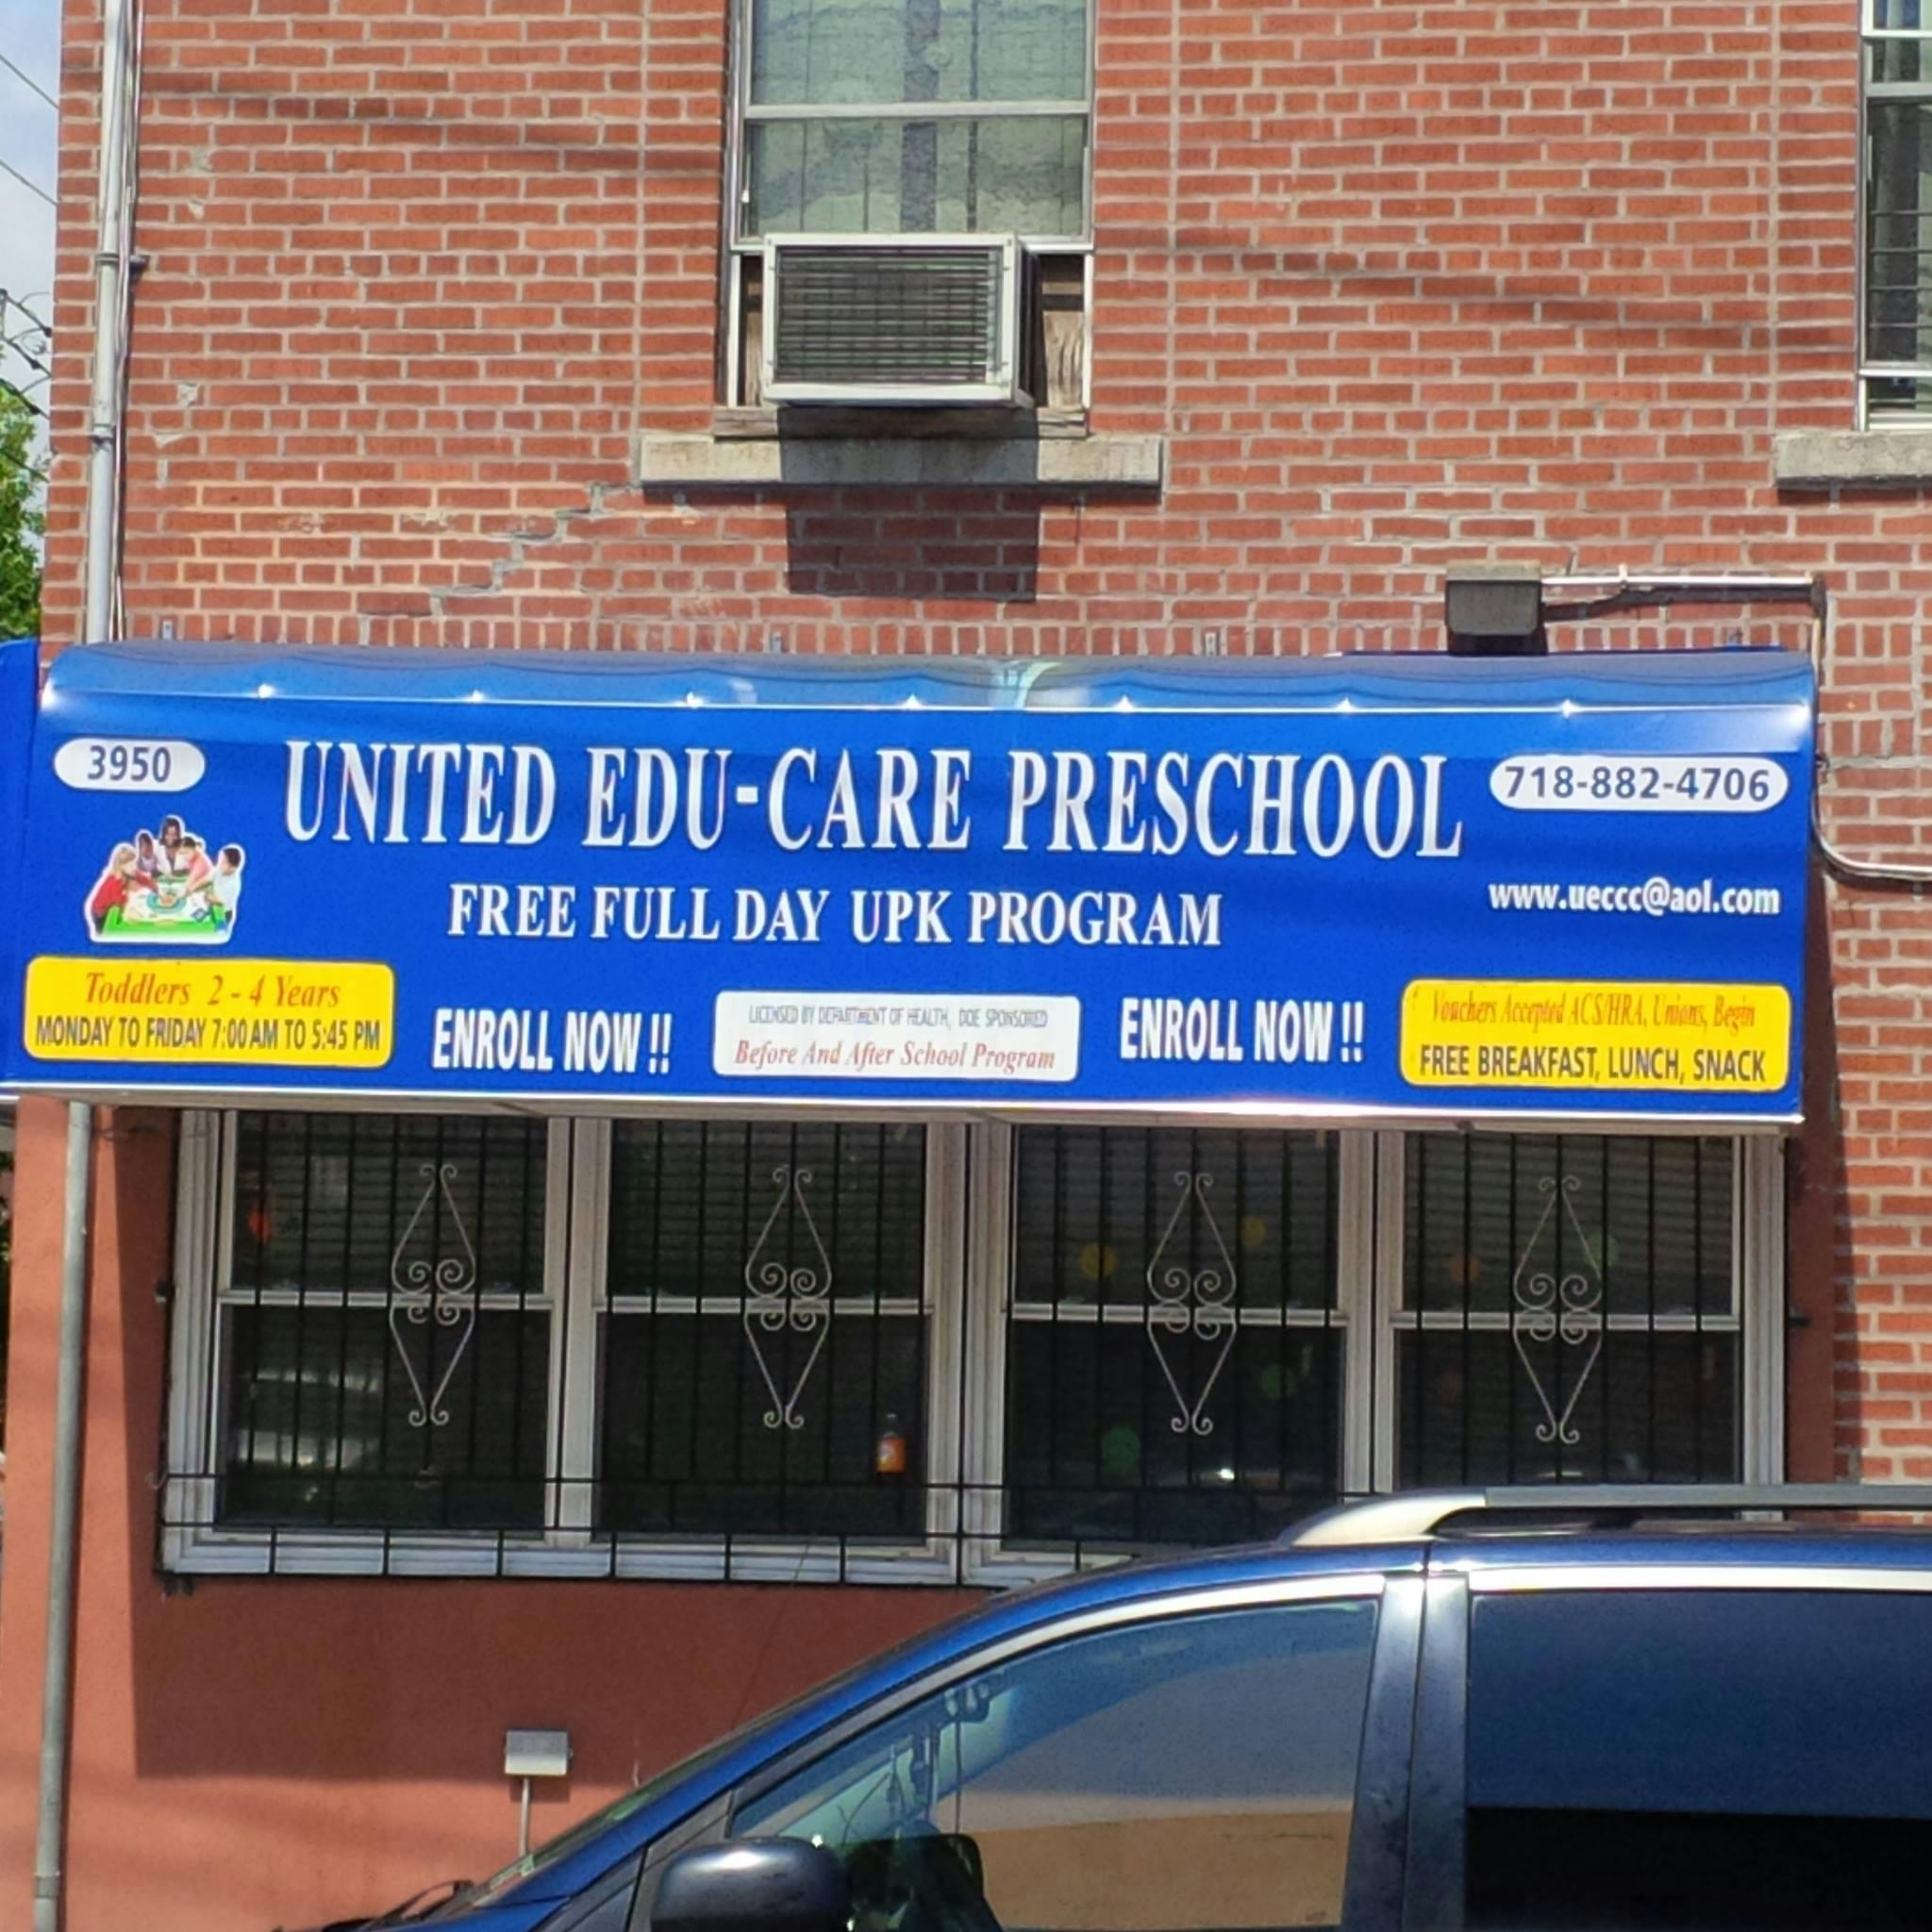 3950
UNITED EDU-CARE PRESCHOOL
718-882-4706
FREE FULL DAY UPK PROGRAM
www.ueccc@aol.com
Toddlers 2 - 4 Years
MONDAY TO FRIDAY 7:00 AM TO 5:45 PM
ENROLL NOW !!
LICENSED BY DEPARTMENT OF HEALTH, DOE SPONSORED
Before And After School Program
ENROLL NOW !!
Vouchers Accepted ACS/HRA, Unions, Begin
FREE BREAKFAST, LUNCH, SNACK